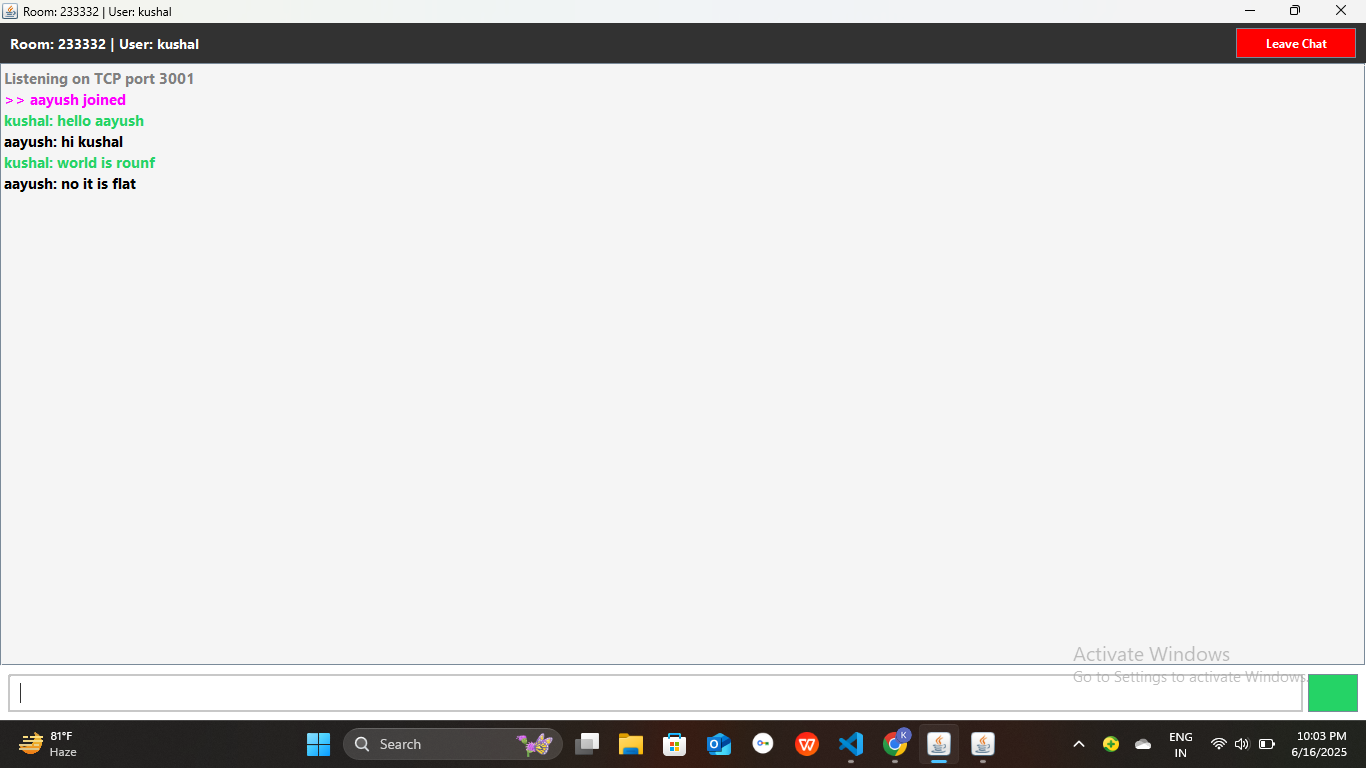 Room: 233332 | User: kushal
Room: 233332 | User: kushal
Leave Chat
Listening on TCP port 3001
>> aayush joined
kushal: hello aayush
aayush: hi kushal
kushal: world is rounf
aayush: no it is flat
Activate Windows
Go to Settings to activate Windows.
81°F
Haze
Search
K
ENG
IN
10:03 PM
6/16/2025